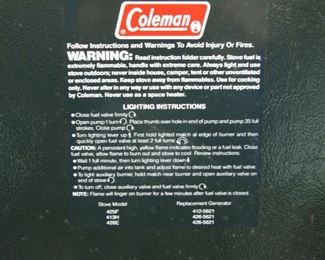 Coleman
Follow Instructions and Warnings To Avoid Injury Or Fires.
WARNING: Read instruction folder carefully. Stove fuel is
extremely flammable, handle with extreme care. Always light and use
stove outdoors; never inside house, camper, tent or other unventilated
or enclosed areas. Keep stove away from flammables. Use for cooking
only. Never alter in any way or use with any device or part not approved
by Coleman. Never use as a space heater.
LIGHTING INSTRUCTIONS
Close fuel valve firmly
Open pump 1 turn. Place thumb over hole in end of pump and pump 35 full
strokes. Close pump
Turn lighting lever up. First hold lighted match at edge of burner and then
quickly open fuel valve at least 2 full turns
CAUTION: A persistent high, yellow flame indicates flooding or a fuel leak. Close
fuel valve, allow flame to burn out and stove to cool. Review instructions.
Wait 1 full minute, then turn lighting lever down
Pump additional air into tank and adjust flame to desired heat with fuel valve.
To light auxiliary burner, hold match near burner and open auxiliary valve on
end of stove
To turn off, close auxiliary valve and fuel valve firmly
NOTE: Flame will linger on burner for a few minutes after fuel valve is closed.
Stove Model Replacement Generator
425F 412-5621
413H 426-5621
426E 426-5621